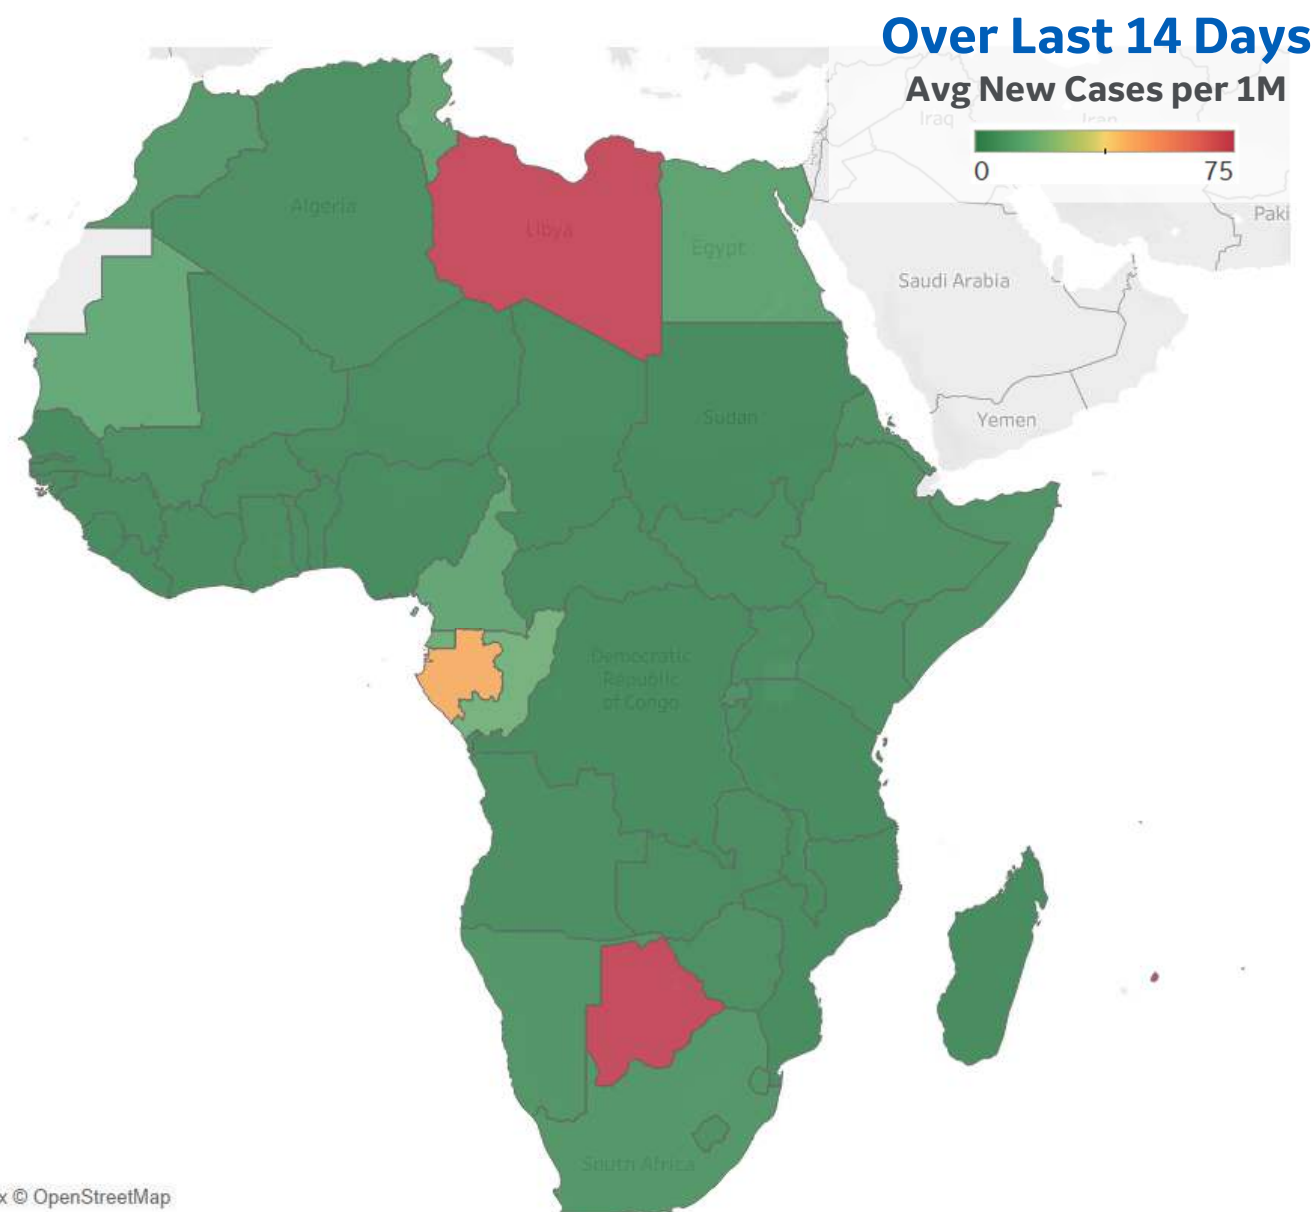 Over Last 14 Days
Avg New Cases per 1M
Iraq
Iran
0
75
Algeria
Libya
Egypt
Saudi Arabia
Paki
Sudan
Yemen
Democratic
Republic
of Congo
South Africa
x © OpenStreetMap